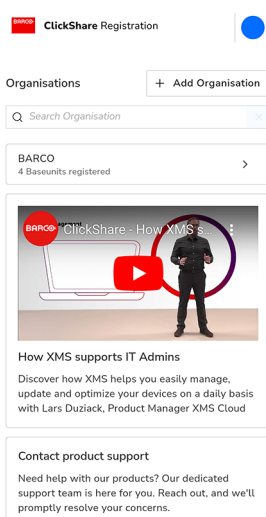 BARCO
ClickShare Registration
Organisations
+ Add Organisation
Search Organisation
BARCO
4 Baseunits registered
BARCO
ClickShare - How XMS s...
How XMS supports IT Admins
Discover how XMS helps you easily manage,
update and optimize your devices on a daily basis
with Lars Duziack, Product Manager XMS Cloud
Contact product support
Need help with our products? Our dedicated
support team is here for you. Reach out, and we'll
promptly resolve your concerns.